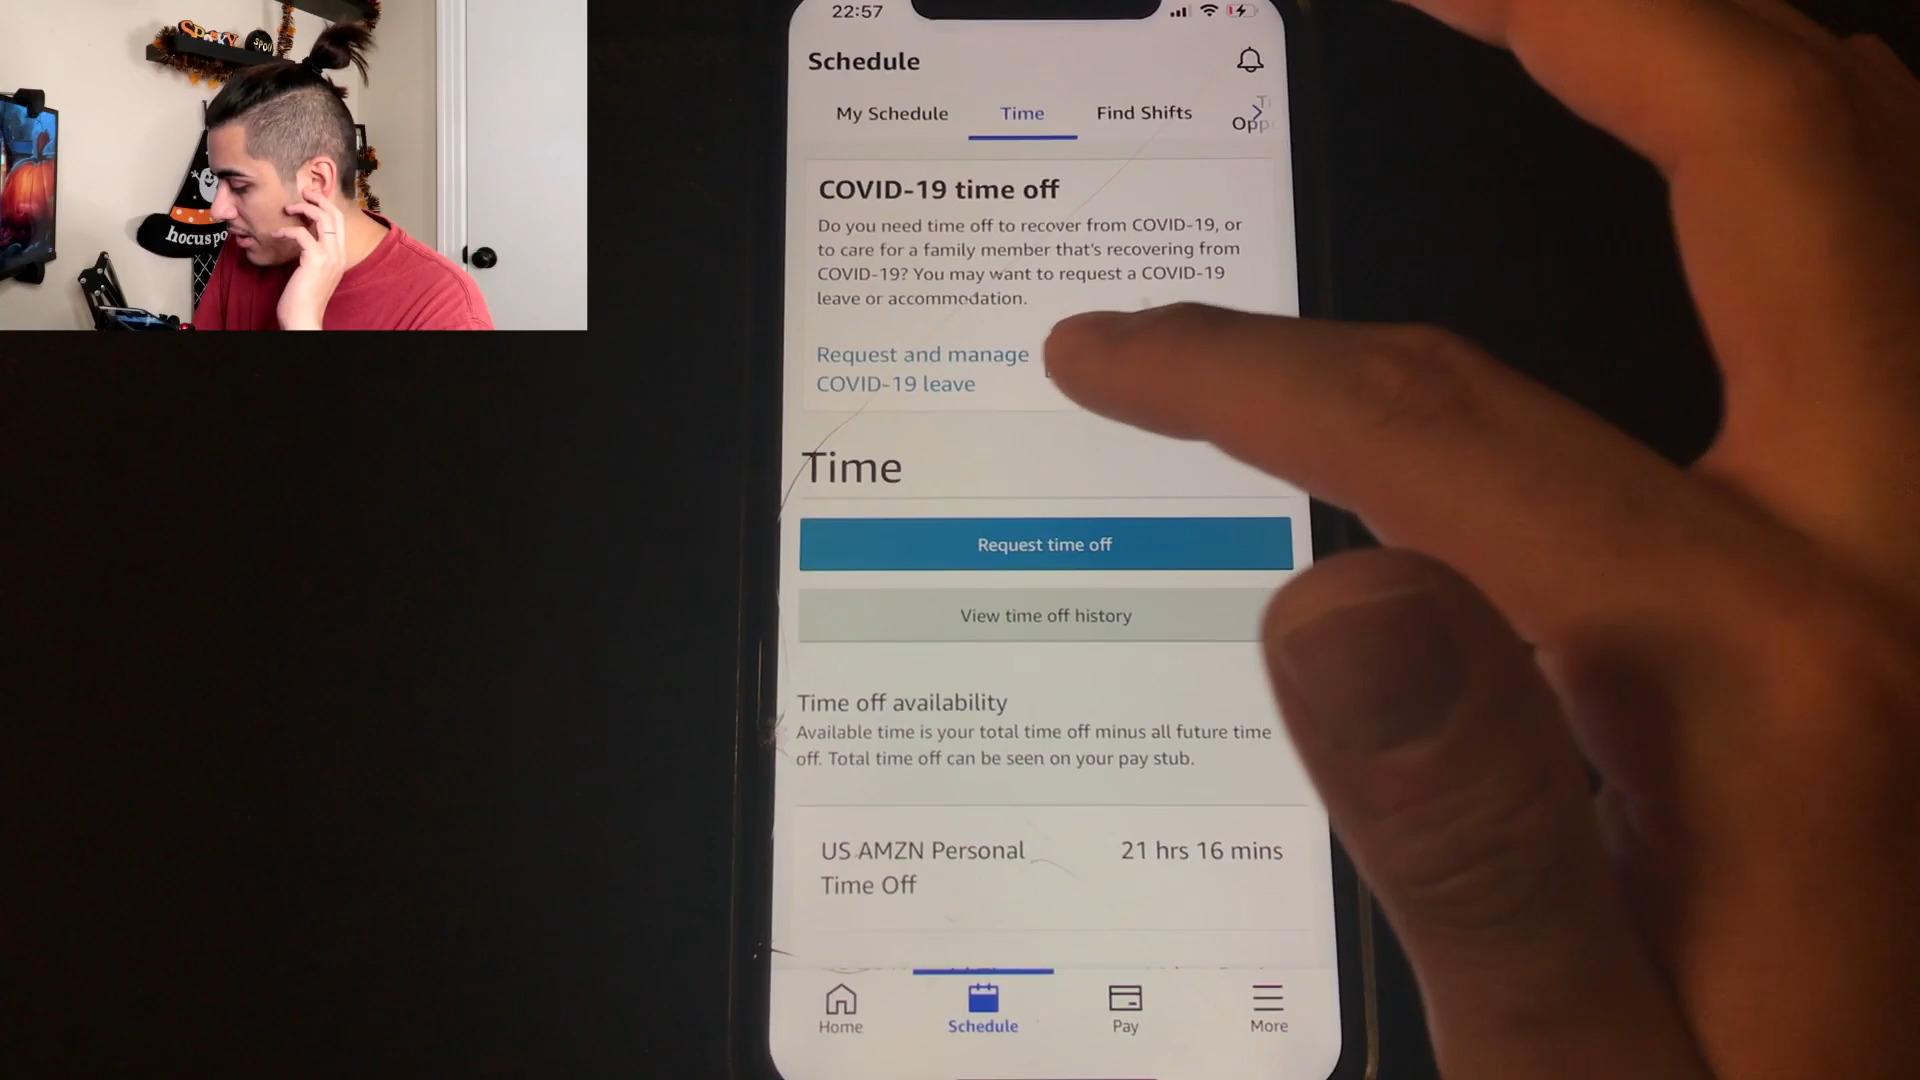 Spooky
SPOO
hocus po
22:57
Schedule
My Schedule
Time
Find Shifts
Opp
COVID-19 time off
Do you need time off to recover from COVID-19, or
to care for a family member that's recovering from
COVID-19? You may want to request a COVID-19
leave or accommodation.
Request and manage
COVID-19 leave
Time
Request time off
View time off history
Time off availability
Available time is your total time off minus all future time
off. Total time off can be seen on your pay stub.
US AMZN Personal
Time Off
21 hrs 16 mins
Home
Schedule
Pay
More